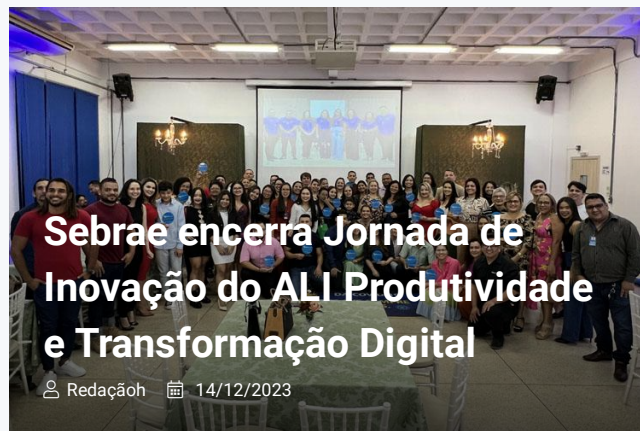 Sebrae encerra Jornada de
Inovação do ALI Produtividade
e Transformação Digital
Redaçãoh 14/12/2023